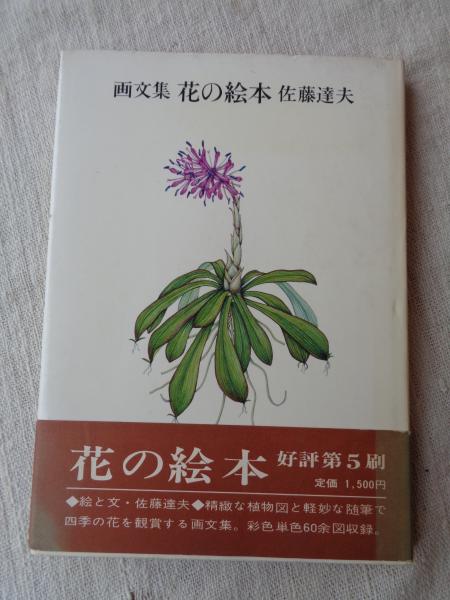 画文集 花の絵本 佐藤達夫
花の絵本 好評第5刷
定価 1,500円
◆絵と文・佐藤達夫◆精緻な植物図と軽妙な随筆で
四季の花を観賞する画文集。彩色単色60余図収録。